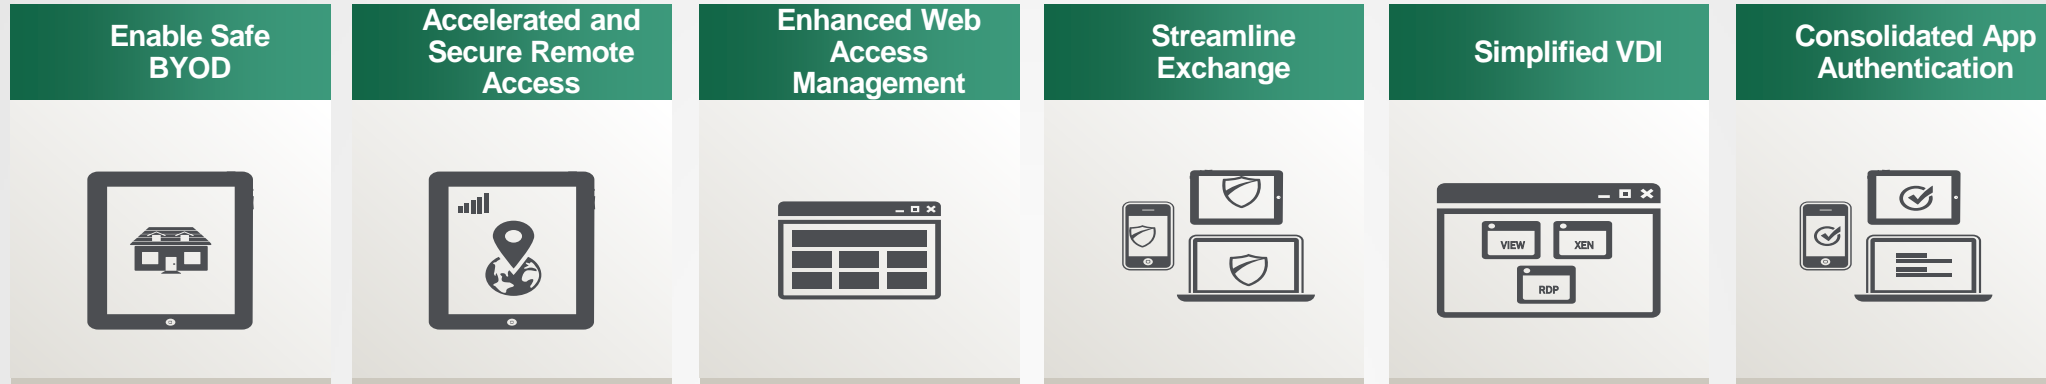 Enable Safe
BYOD
Accelerated and
Secure Remote
Access
Enhanced Web
Access
Management
Streamline
Exchange
Simplified VDI
VIEW
XEN
RDP
Consolidated App
Authentication